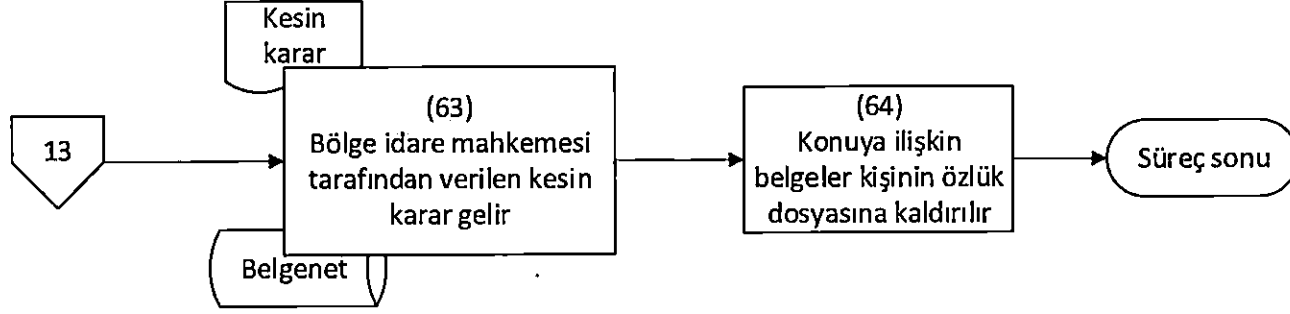 Kesin
karar
13
(63)
Bölge idare mahkemesi
tarafından verilen kesin
karar gelir
Belgenet
(64)
Konuya ilişkin
belgeler kişinin özlük
dosyasına kaldırılır
Süreç sonu